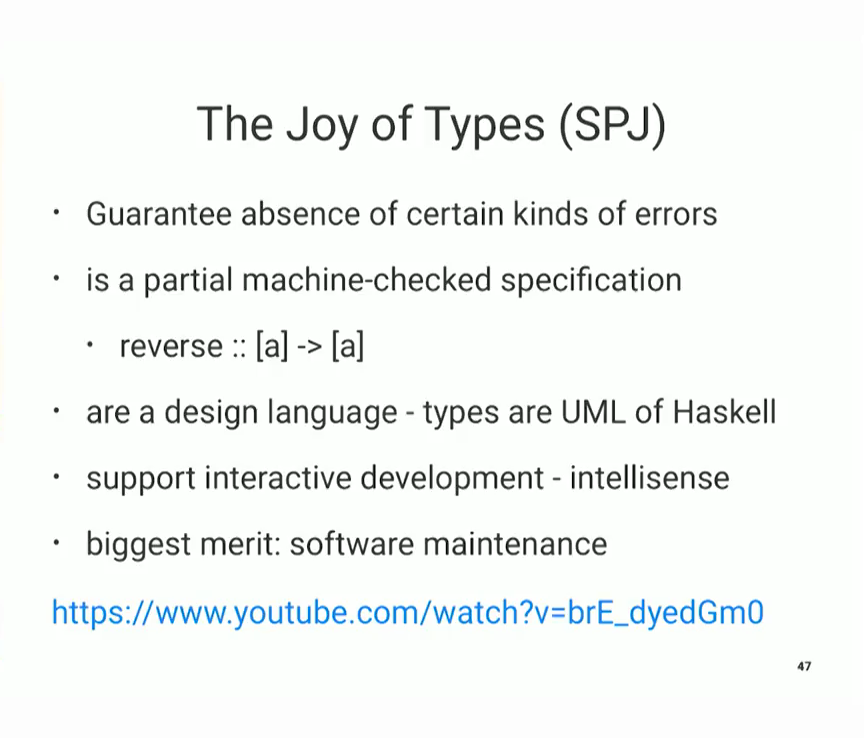 The Joy of Types (SPJ)
• Guarantee absence of certain kinds of errors
• is a partial machine-checked specification
• reverse :: [a] -> [a]
• are a design language - types are UML of Haskell
• support interactive development - intellisense
• biggest merit: software maintenance
https://www.youtube.com/watch?v=brE_dyedGm0
47